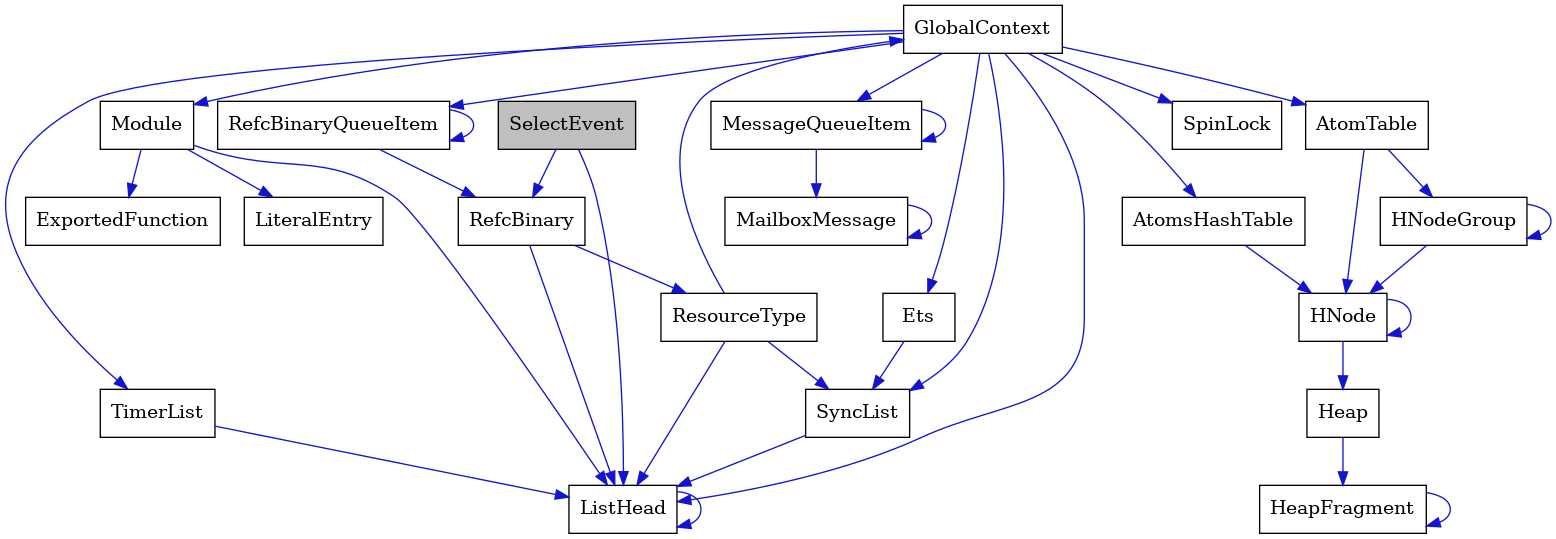 GlobalContext
Module
RefcBinaryQueueItem
SelectEvent
MessageQueueItem
SpinLock
AtomTable
ExportedFunction
LiteralEntry
RefcBinary
MailboxMessage
AtomsHashTable
HNodeGroup
ResourceType
Ets
HNode
TimerList
SyncList
Heap
ListHead
HeapFragment